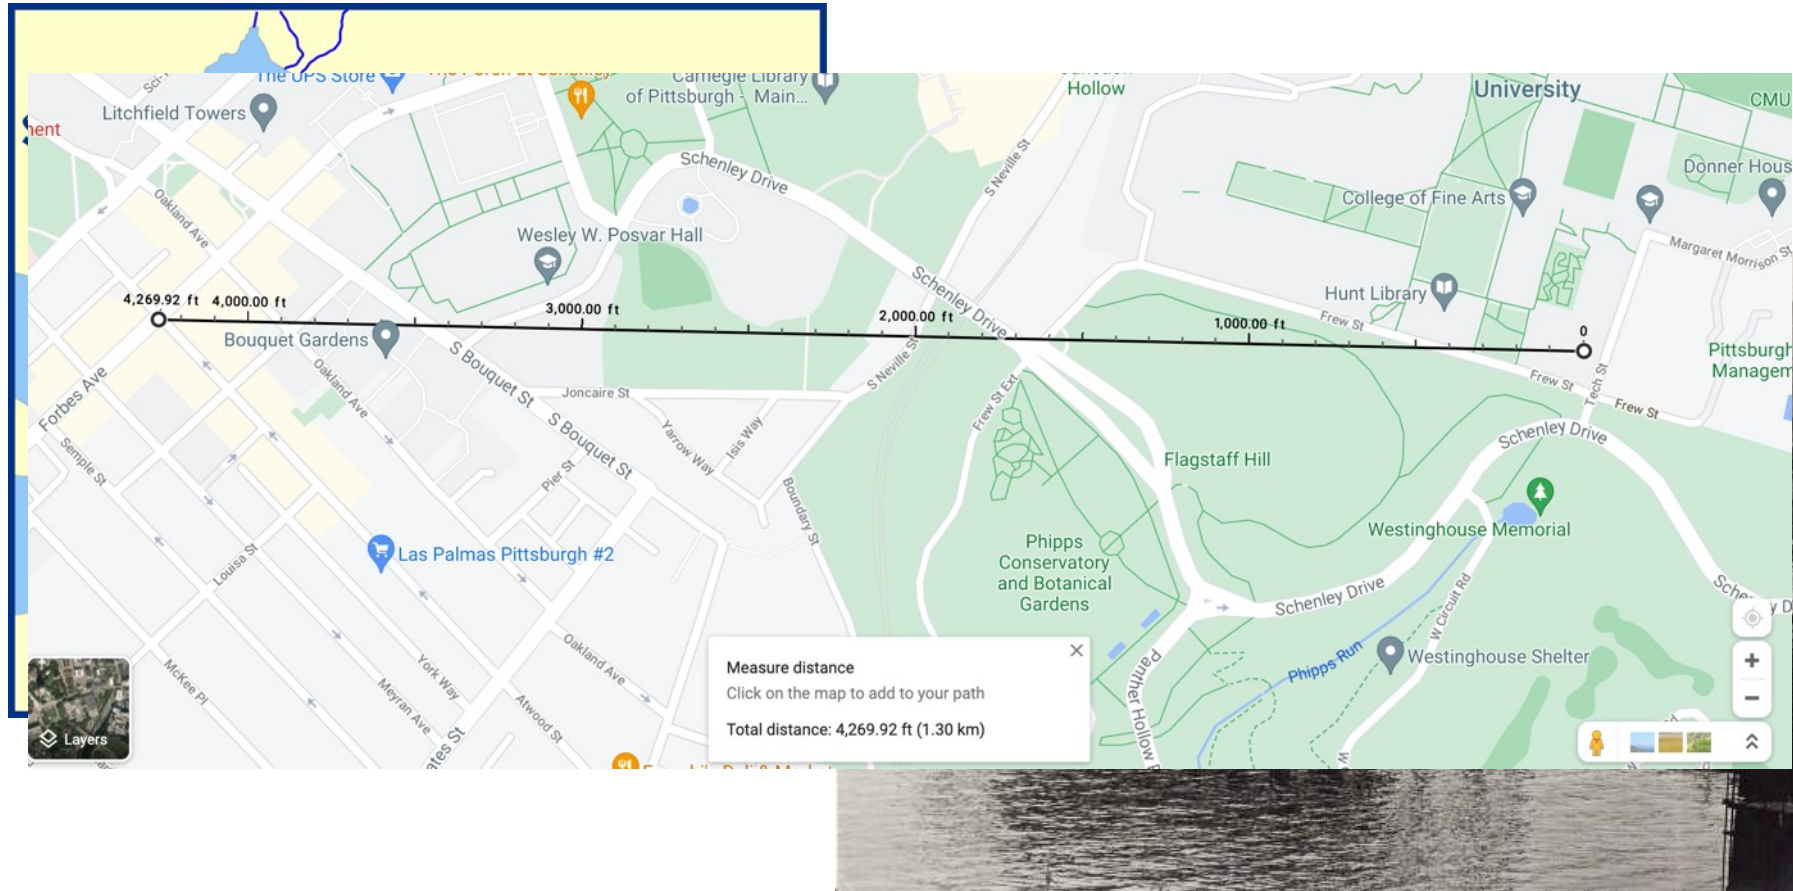 The UPS Store
Carnegie Library
of Pittsburgh - Main...
Hollow
University
CMU
Litchfield Towers
nent
Schenley Drive
S Neville St
Donner Hous
College of Fine Arts
Oakland Ave
Wesley W. Posvar Hall
Margaret Morrison St
Schenley Drive
Hunt Library
4,269.92 ft
4,000.00 ft
3,000.00 ft
2,000.00 ft
1,000.00 ft
0
Frew St
Bouquet Gardens
S Bouquet St
S Neville St
Pittsburgh
Managem
Forbes Ave
Oakland Ave
Joncaire St
Frew St Ext
Frew St
Tech St
Frew St
S Bouquet St
Yarrow Way
Isis Way
Schenley Drive
Semple St
Pier St
Flagstaff Hill
Boundary St
Westinghouse Memorial
Las Palmas Pittsburgh #2
Louisa St
Phipps
Conservatory
and Botanical
Gardens
Schenley Drive
W Circuit Rd
Oakland Ave
Phipps Run
Westinghouse Shelter
McKee Pl
York Way
Meyran Ave
Atwood St
ates St
Panther Hollow
Measure distance
Click on the map to add to your path
Total distance: 4,269.92 ft (1.30 km)
Layers